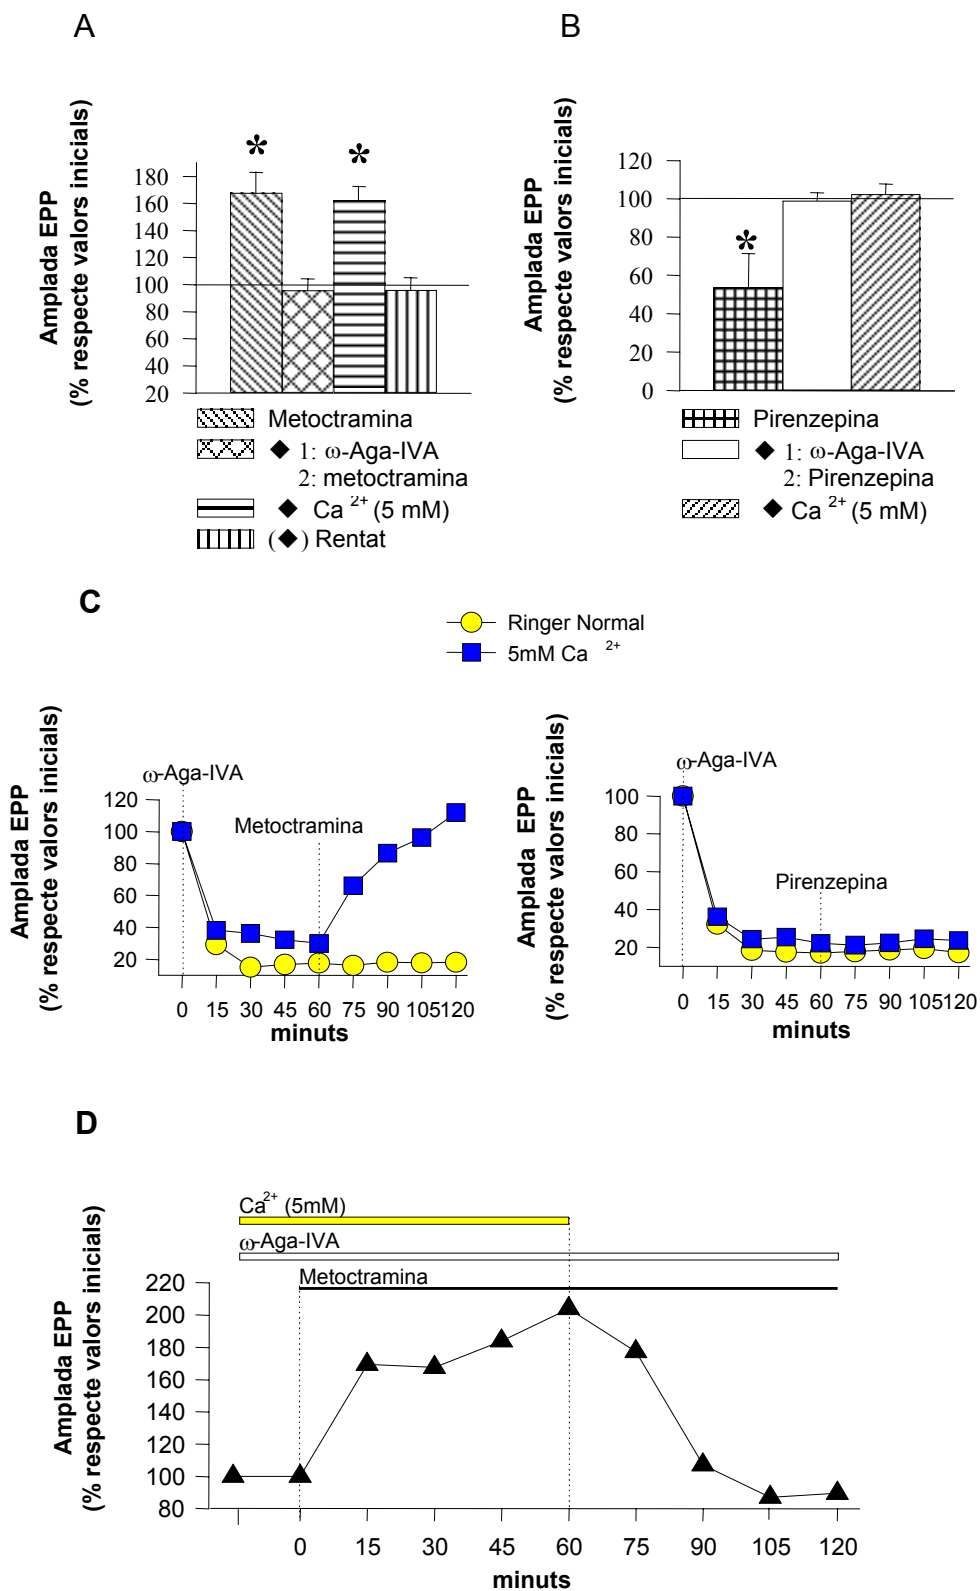 A
Amplada EPP
(% respecte valors inicials)
180
160
140
120
100
80
60
40
20
*
*
Metoctramina
◆ 1: ω-Aga-IVA
2: metoctramina
◆ Ca 2+ (5 mM)
(◆) Rentat
B
Amplada EPP
(% respecte valors inicials)
120
100
80
60
40
20
0
*
Pirenzepina
◆ 1: ω-Aga-IVA
2: Pirenzepina
◆ Ca 2+ (5 mM)
C
Ringer Normal
5mM Ca 2+
Amplada EPP
(% respecte valors inicials)
ω-Aga-IVA
Metoctramina
120
100
80
60
40
20
0 15 30 45 60 75 90 105 120
minuts
Amplada EPP
(% respecte valors inicials)
ω-Aga-IVA
Pirenzepina
100
80
60
40
20
0 15 30 45 60 75 90 105 120
minuts
D
Ca2+ (5mM)
ω-Aga-IVA
Metoctramina
Amplada EPP
(% respecte valors inicials)
220
200
180
160
140
120
100
80
0 15 30 45 60 75 90 105 120
minuts